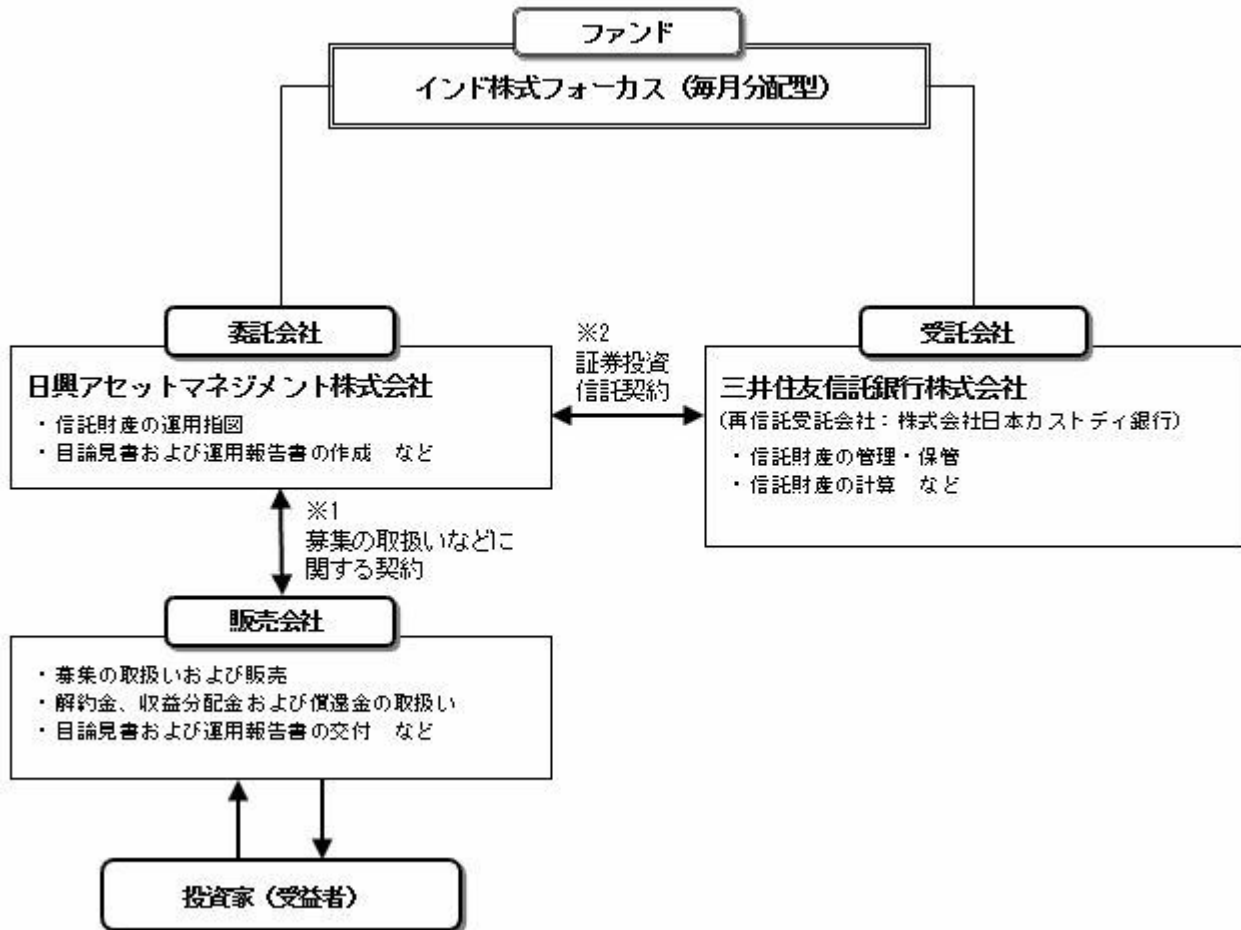 ファンド
インド株式フォーカス（毎月分配型）
委託会社
日興アセットマネジメント株式会社
・信託財産の運用指図
・目論見書および運用報告書の作成　など
※2
証券投資
信託契約
受託会社
三井住友信託銀行株式会社
(再信託受託会社：株式会社日本カストディ銀行)
・信託財産の管理・保管
・信託財産の計算　など
※1
募集の取扱いなどに
関する契約
販売会社
・募集の取扱いおよび販売
・解約金、収益分配金および償還金の取扱い
・目論見書および運用報告書の交付　など
投資家（受益者）